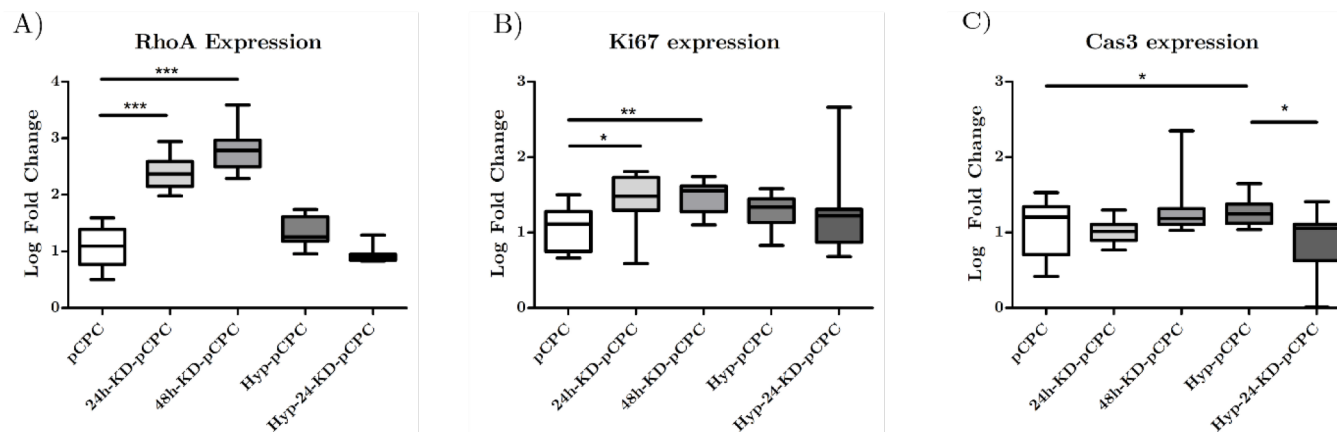 A)
RhoA Expression
Log Fold Change
4
3
2
1
0
***
***
pCPC
24h-KD-pCPC
48h-KD-pCPC
Hyp-pCPC
Hyp-24-KD-pCPC
B)
Ki67 expression
Log Fold Change
3
2
1
0
**
*
pCPC
24h-KD-pCPC
48h-KD-pCPC
Hyp-pCPC
Hyp-24-KD-pCPC
C)
Cas3 expression
Log Fold Change
3
2
1
0
*
*
pCPC
24h-KD-pCPC
48h-KD-pCPC
Hyp-pCPC
Hyp-24-KD-pCPC